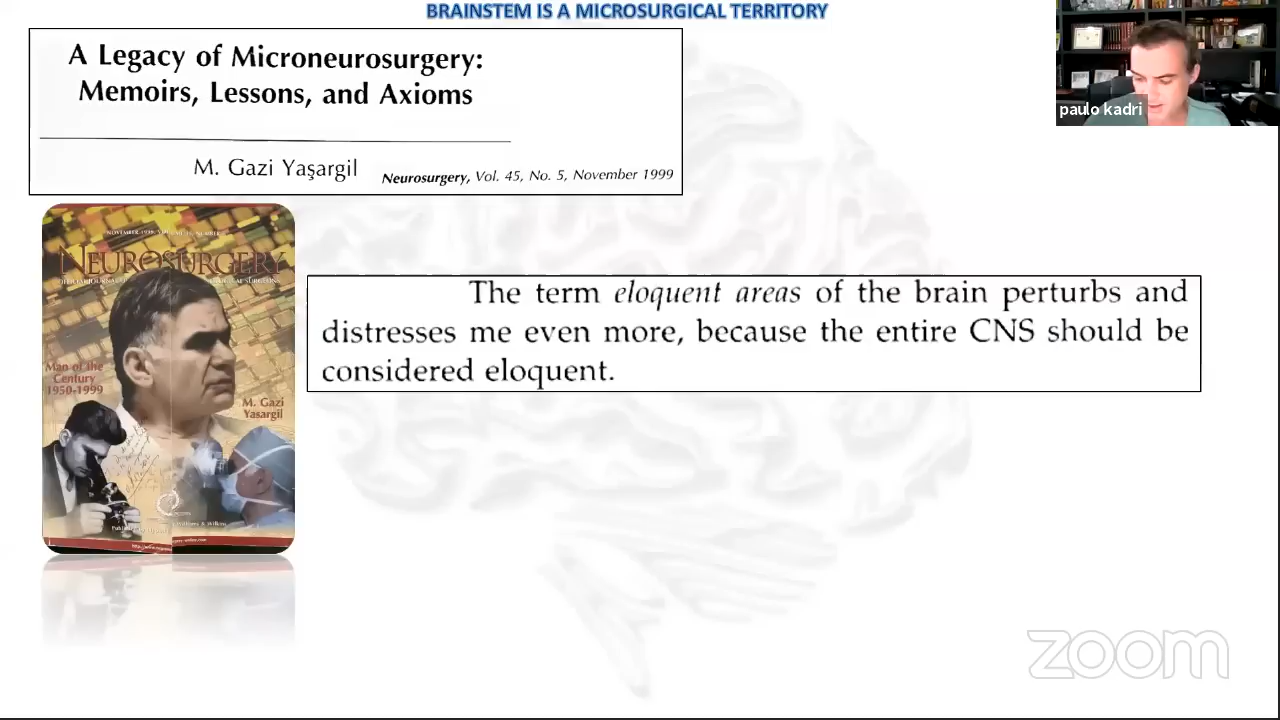 BRAINSTEM IS A MICROSURGICAL TERRITORY
A Legacy of Microneurosurgery:
Memoirs, Lessons, and Axioms
M. Gazi Yaşargil
Neurosurgery, Vol. 45, No. 5, November 1999
paulo kadri
NEUROSURGERY
Man of the
Century
1950-1999
M. Gazi
Yasargil
The term eloquent areas of the brain perturbs and
distresses me even more, because the entire CNS should be
considered eloquent.
zoom